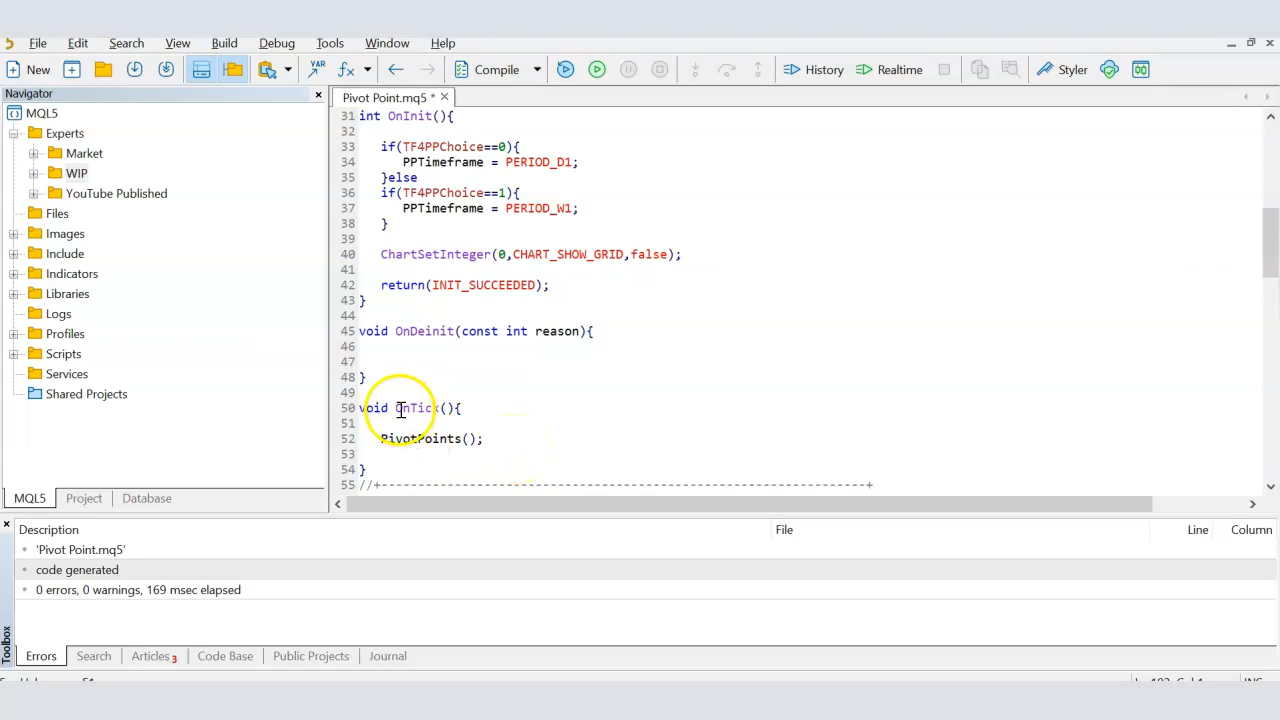 File Edit Search View Build Debug Tools Window Help
New VAR Compile History Realtime Styler
Navigator
Pivot Point.mq5 *
MQL5
Experts
Market
WIP
YouTube Published
Files
Images
Include
Indicators
Libraries
Logs
Profiles
Scripts
Services
Shared Projects
MQL5 Project Database
31 int OnInit(){
32
33 if(TF4PPChoice==0){
34 PPTimeframe = PERIOD_D1;
35 }else
36 if(TF4PPChoice==1){
37 PPTimeframe = PERIOD_W1;
38 }
39
40 ChartSetInteger(0,CHART_SHOW_GRID,false);
41
42 return(INIT_SUCCEEDED);
43 }
44
45 void OnDeinit(const int reason){
46
47
48 }
49
50 void OnTick(){
51
52 PivotPoints();
53
54 }
55 //+------------------------------------------------------------------+
Description File Line Column
'Pivot Point.mq5'
code generated
0 errors, 0 warnings, 169 msec elapsed
Toolbox
Errors Search Articles 3 Code Base Public Projects Journal